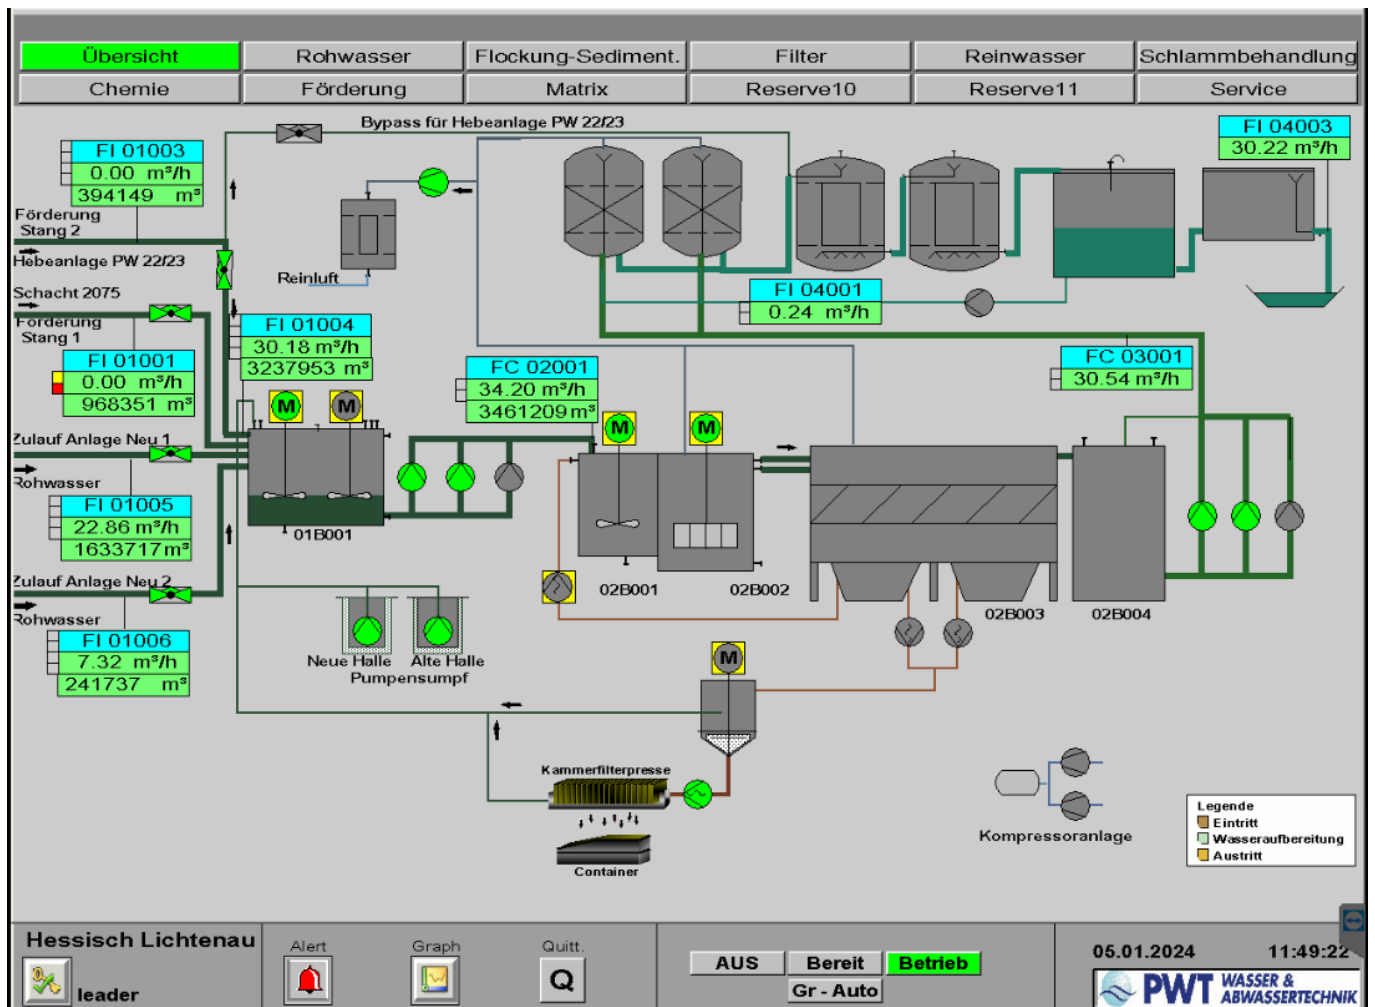 Übersicht
Rohwasser
Flockung-Sediment.
Filter
Reinwasser
Schlammbehandlung
Chemie
Förderung
Matrix
Reserve10
Reserve11
Service
Bypass für Hebeanlage PW 22/23
FI 01003
0.00 m³/h
394149 m³
Förderung
Stang 2
Hebeanlage PW 22/23
Schacht 2075
Förderung
Stang 1
FI 01001
0.00 m³/h
968351 m³
FI 01004
30.18 m³/h
3237953 m³
Reinluft
FC 02001
34.20 m³/h
3461209 m³
FI 04001
0.24 m³/h
FI 04003
30.22 m³/h
FC 03001
30.54 m³/h
Zulauf Anlage Neu 1
Rohwasser
FI 01005
22.86 m³/h
1633717 m³
Zulauf Anlage Neu 2
Rohwasser
FI 01006
7.32 m³/h
241737 m³
M
M
M
M
01B001
02B001
02B002
02B003
02B004
Neue Halle
Alte Halle
Pumpensumpf
M
Kammerfilterpresse
Container
Kompressoranlage
Legende
Eintritt
Wasseraufbereitung
Austritt
Hessisch Lichtenau
leader
Alert
Graph
Quitt.
Q
AUS
Bereit
Betrieb
Gr - Auto
05.01.2024
11:49:22
PWT WASSER &
ABWASSERTECHNIK